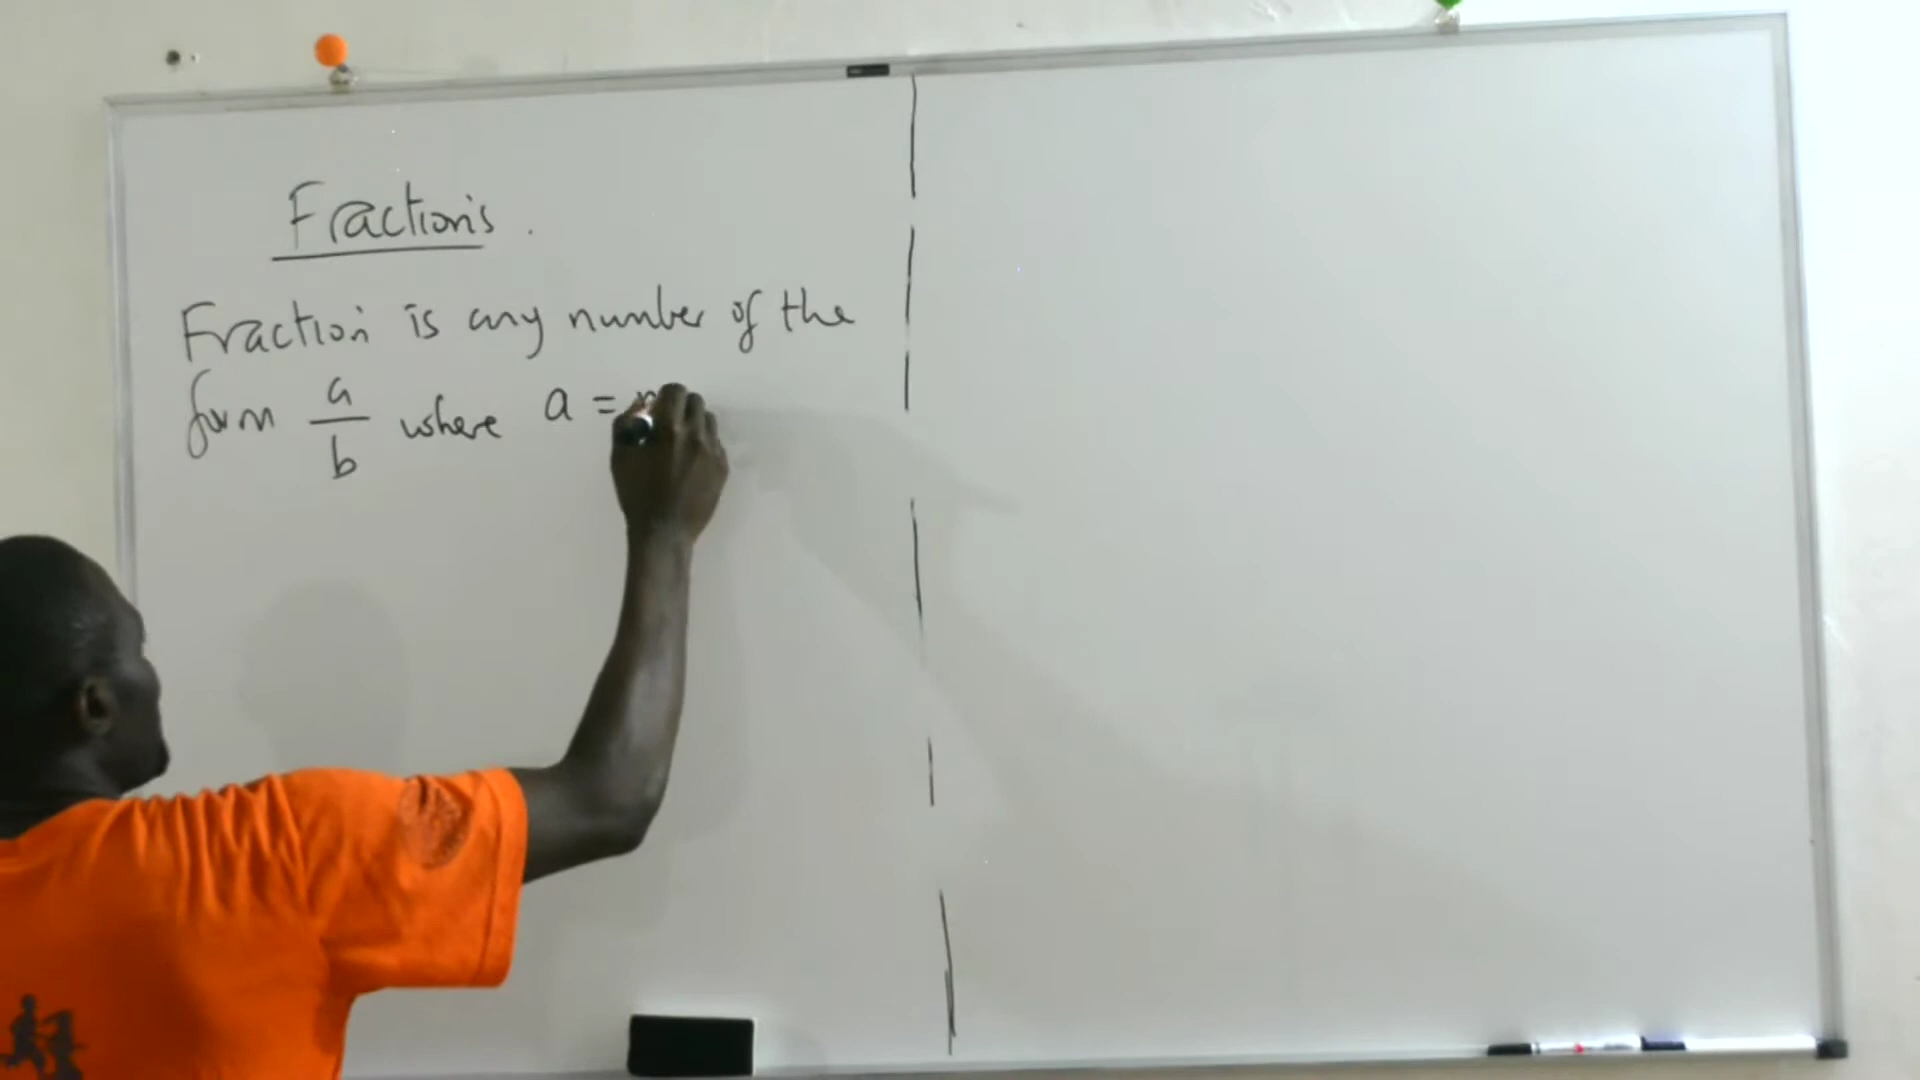 Fractions.
Fraction is any number of the
form a/b where a =